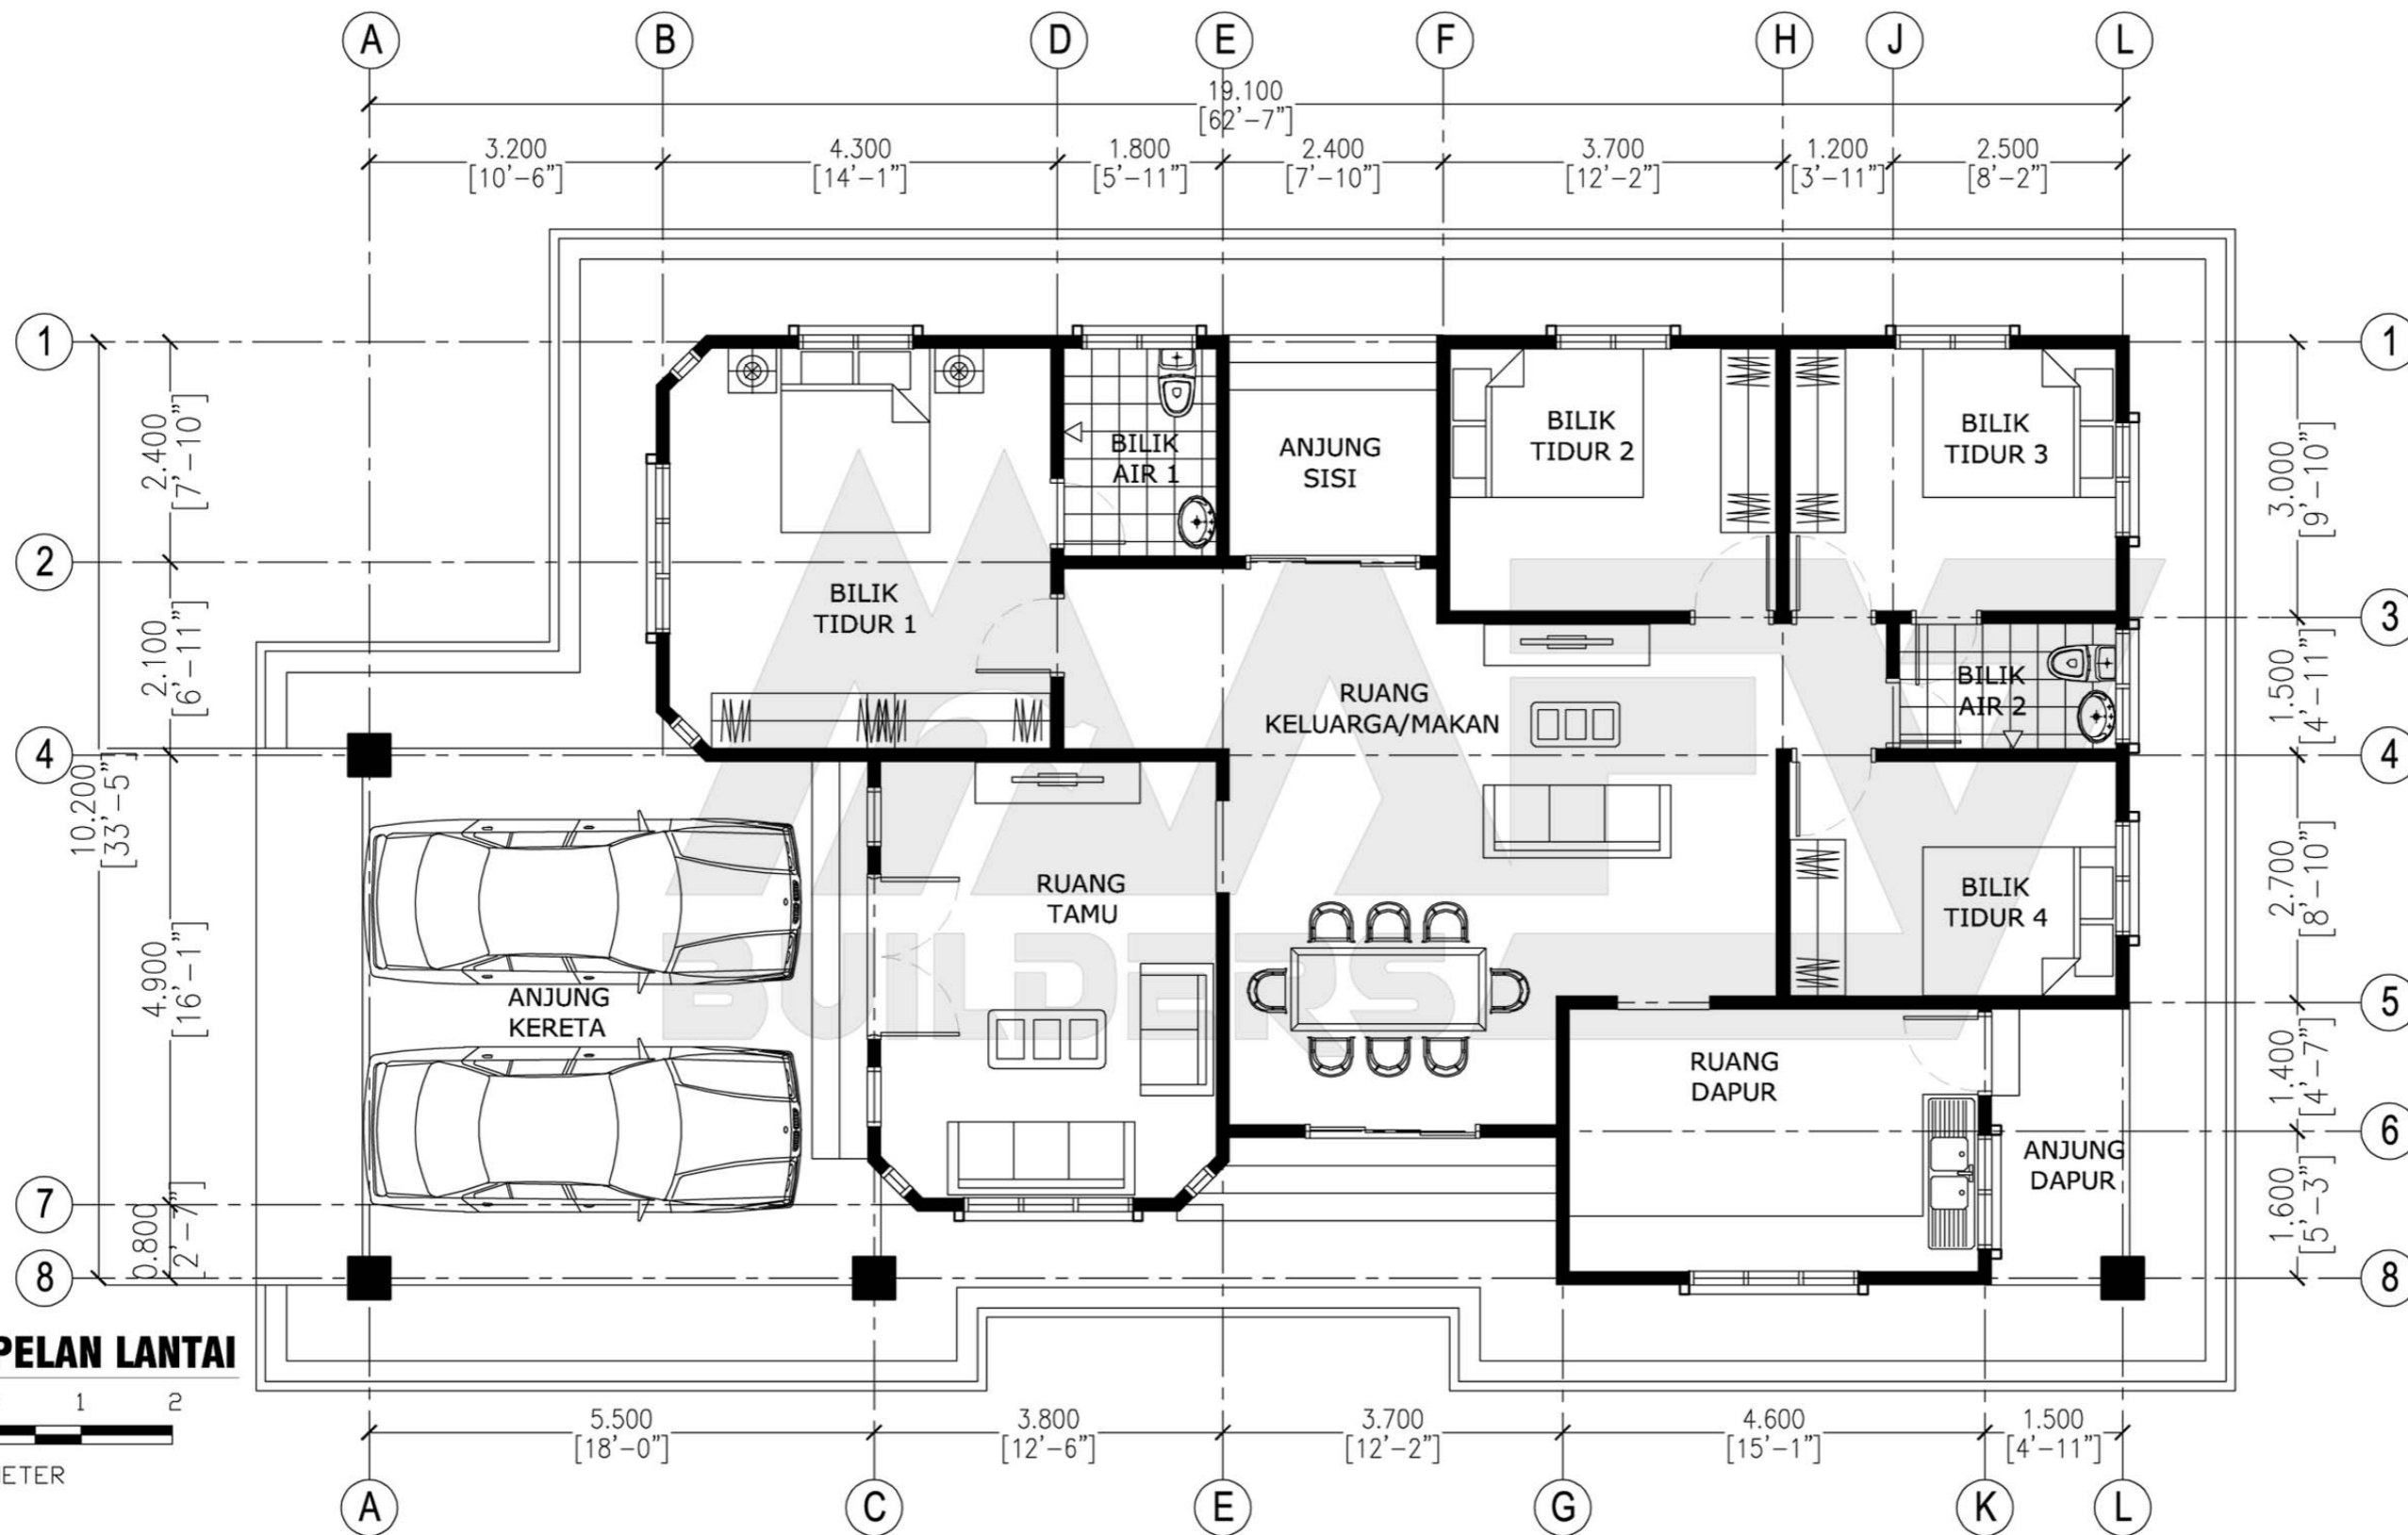 A B D E F H J L
19.100
[62'-7"]
3.200 4.300 1.800 2.400 3.700 1.200 2.500
[10'-6"] [14'-1"] [5'-11"] [7'-10"] [12'-2"] [3'-11"] [8'-2"]
1 1
2.400
[7'-10"]
3.000
[9'-10"]
BILIK
TIDUR 2
BILIK
TIDUR 3
BILIK
AIR 1
ANJUNG
SISI
2
BILIK
TIDUR 1
3
2.100
[6'-11"]
1.500
[4'-11"]
BILIK
AIR 2
RUANG
KELUARGA/MAKAN
4 4
10.200
[33'-5"]
RUANG
TAMU
BILIK
TIDUR 4
2.700
[8'-10"]
4.900
[16'-1"]
BUILDERS
ANJUNG
KERETA
5
RUANG
DAPUR
1.400
[4'-7"]
6
ANJUNG
DAPUR
7
0.800
[2'-7"]
1.600
[5'-3"]
8 8
PELAN LANTAI
1 2
ETER
5.500 3.800 3.700 4.600 1.500
[18'-0"] [12'-6"] [12'-2"] [15'-1"] [4'-11"]
A C E G K L